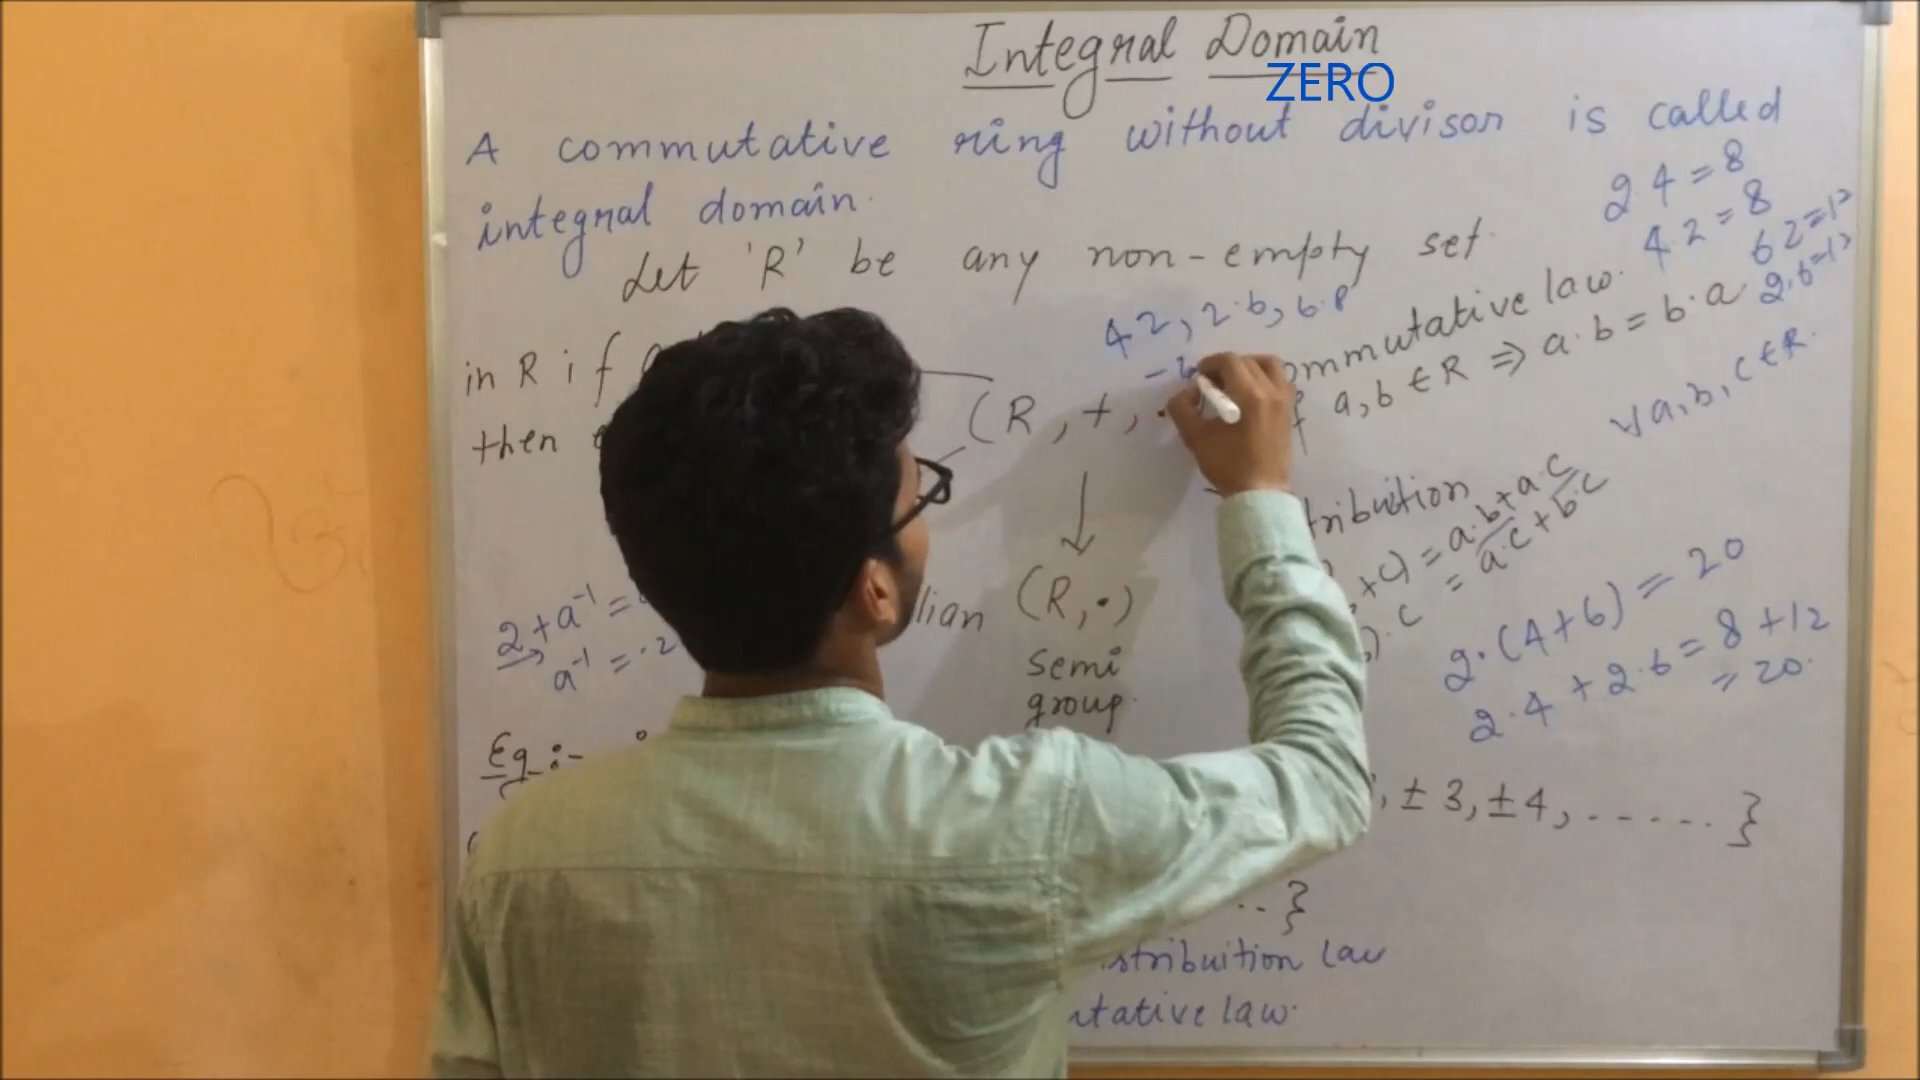 Integral Domain
ZERO
A commutative ring without divisor is called
integral domain.
Let 'R' be any non-empty set.
2 4 = 8
4 2 = 8
6 2 = 12
2.6 = 12
in R if
4 2, 2.6, 6.8
commutative law.
(R, +, .
a, b ∈ R ⇒ a.b = b.a
∀ a, b, c ∈ R.
then
tribuition
+c) = a.b + a.c
). c = a.c + b.c
2 + a⁻¹ =
a⁻¹ = -2
lian (R, •)
semi
group.
2.(4+6) = 20
2.4 + 2.6 = 8 + 12
= 20.
Eg :-
, ± 3, ± 4, ...... }
.. }
stribuition law
tative law.